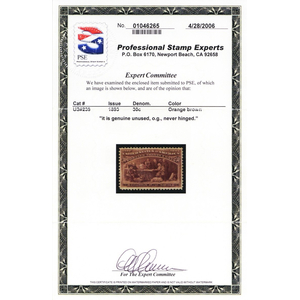 No. 01046265 4/28/2006
PSE
Professional Stamp Experts
P.O. Box 6170, Newport Beach, CA 92658
Expert Committee
We have examined the enclosed item submitted to PSE, of which
an image is shown below, and are of the opinion that:
Cat # Issue Denom. Color
1893 30c Orange brown
"it is genuine unused, o.g., never hinged."
For The Expert Committee